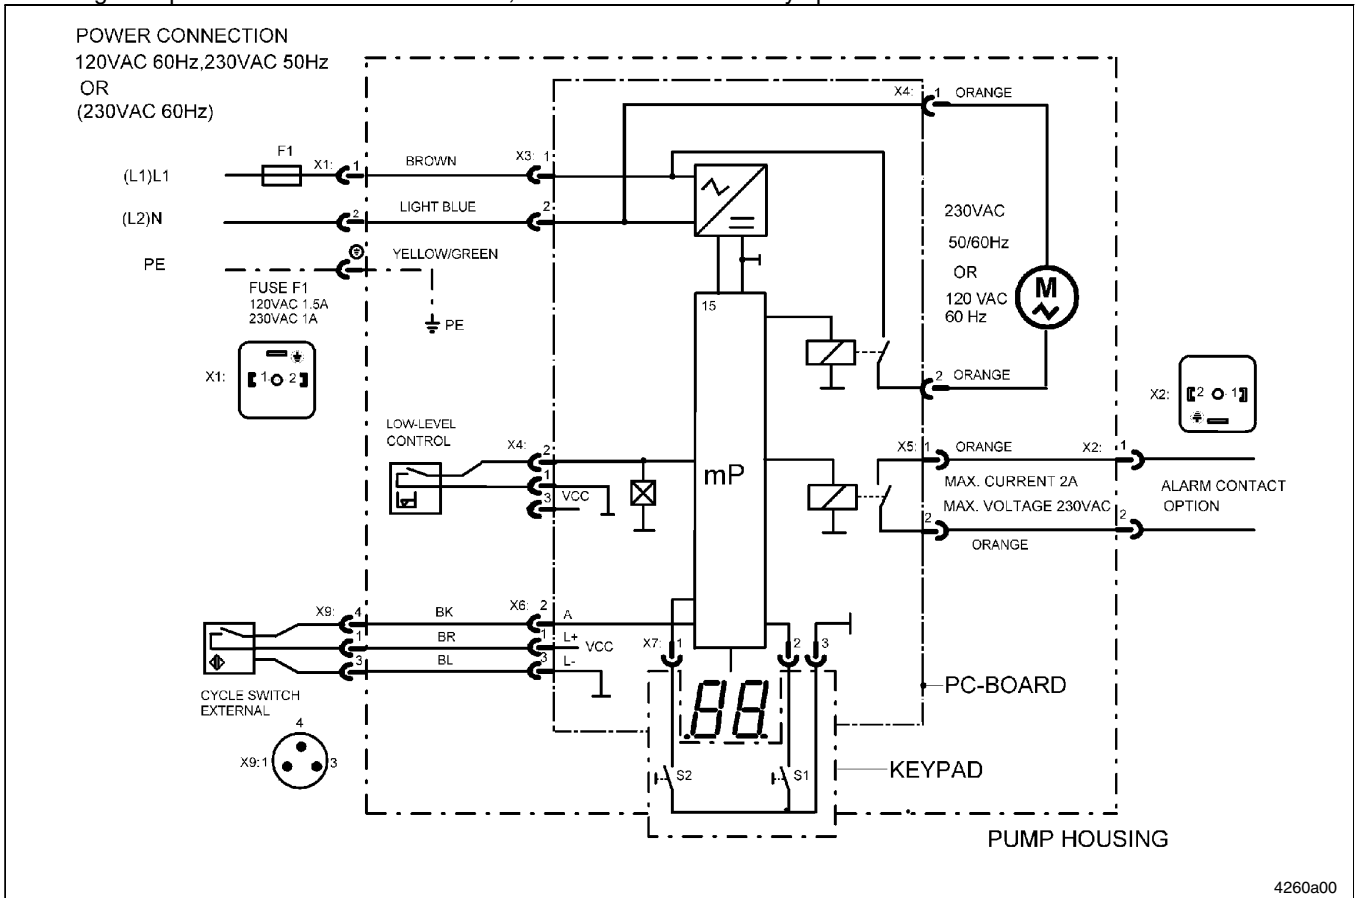 POWER CONNECTION
120VAC 60Hz,230VAC 50Hz
OR
(230VAC 60Hz)
X4: 1 ORANGE
F1
X1: 1 BROWN X3: 1
(L1)L1
(L2)N
2 LIGHT BLUE 2
PE
YELLOW/GREEN
FUSE F1
120VAC 1.5A
230VAC 1A
PE
230VAC
50/60Hz
OR
120 VAC
60 Hz
M
15
X1: 1 2
2 ORANGE
X2: 2 1
LOW-LEVEL
CONTROL
X4: 2
1
3 VCC
mP
X5: 1 ORANGE X2: 1
MAX. CURRENT 2A
MAX. VOLTAGE 230VAC
2 2
ORANGE
ALARM CONTACT
OPTION
X9: 4 BK X6: 2 A
1 BR 1 L+ VCC
3 BL 3 L-
X7: 1 2 3
CYCLE SWITCH
EXTERNAL
4
X9: 1 3
88
S2 S1
PC-BOARD
KEYPAD
PUMP HOUSING
4260a00